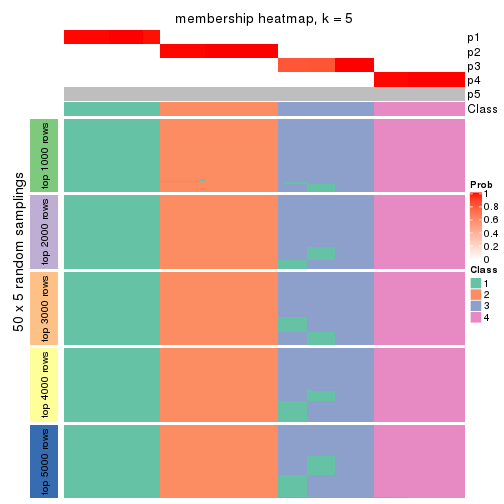 membership heatmap, k = 5
p1
p2
p3
p4
p5
Class
50 x 5 random samplings
top 1000 rows
top 2000 rows
top 3000 rows
top 4000 rows
top 5000 rows
Prob
1
0.8
0.6
0.4
0.2
0
Class
1
2
3
4